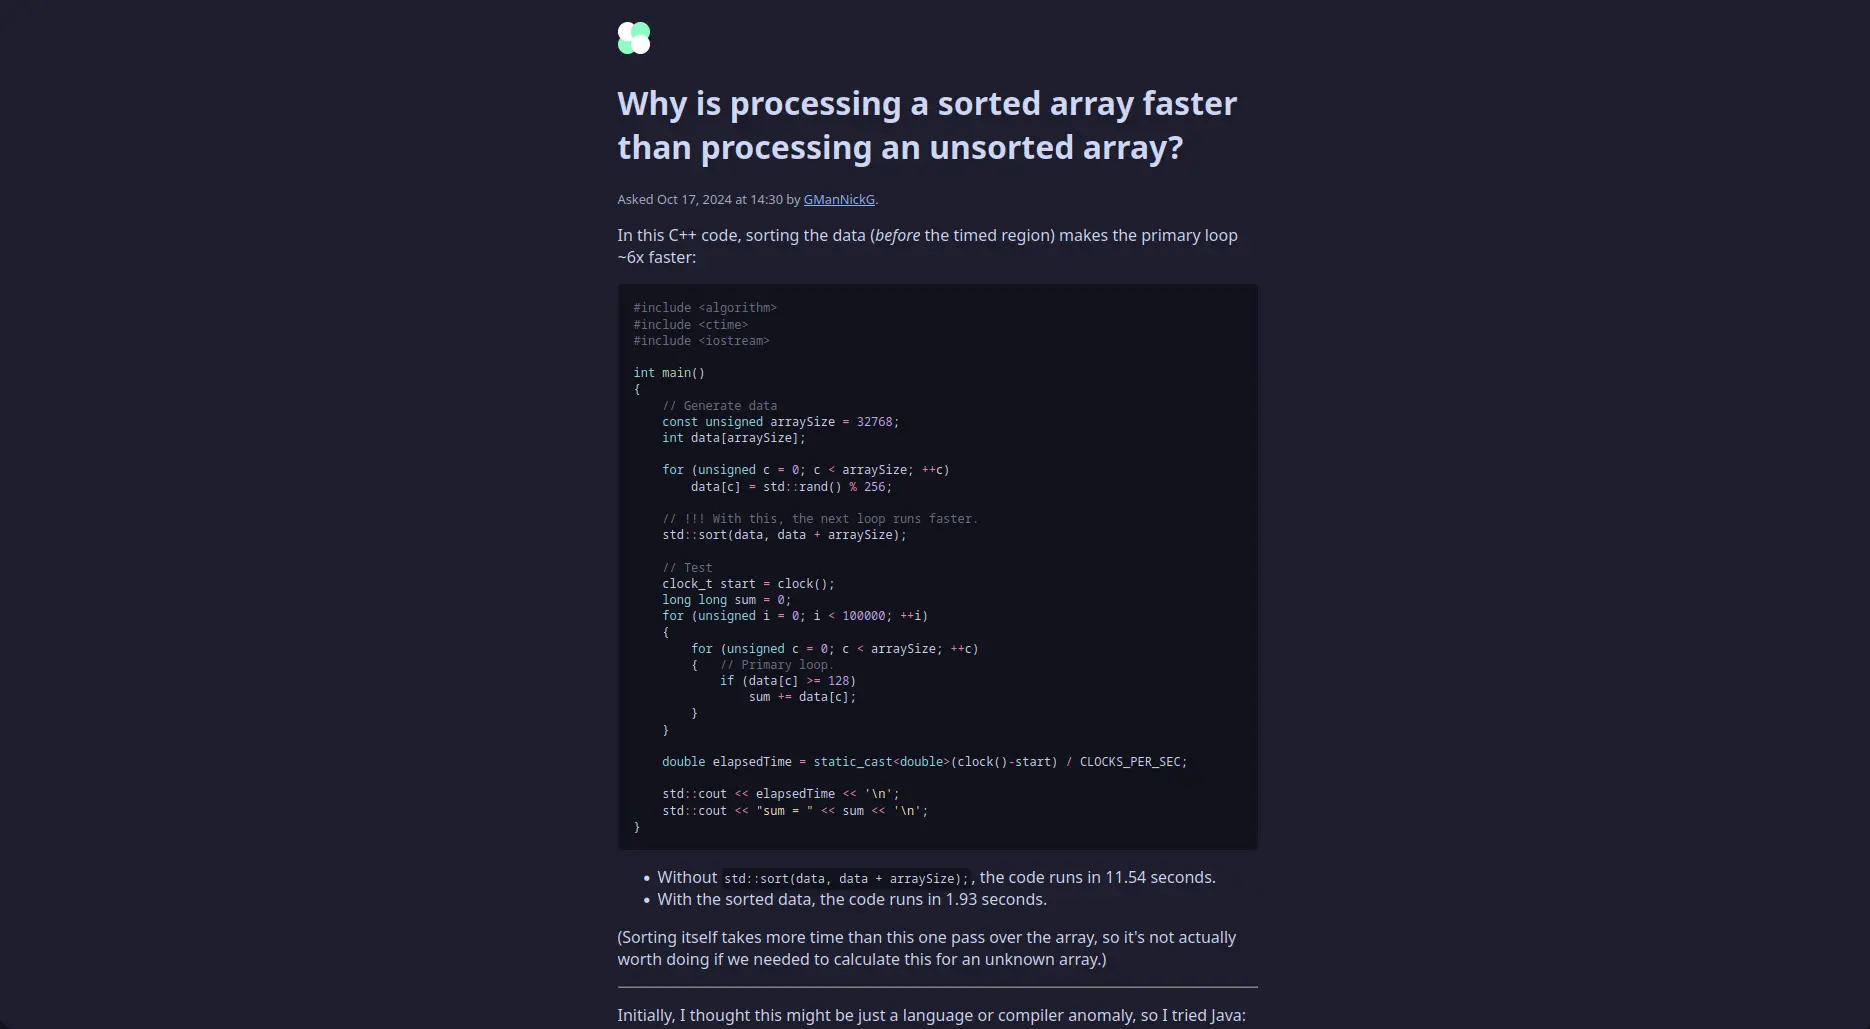 Why is processing a sorted array faster
than processing an unsorted array?
Asked Oct 17, 2024 at 14:30 by GManNickG.
In this C++ code, sorting the data (before the timed region) makes the primary loop
~6x faster:
#include <algorithm>
#include <ctime>
#include <iostream>

int main()
{
    // Generate data
    const unsigned arraySize = 32768;
    int data[arraySize];

    for (unsigned c = 0; c < arraySize; ++c)
        data[c] = std::rand() % 256;

    // !!! With this, the next loop runs faster.
    std::sort(data, data + arraySize);

    // Test
    clock_t start = clock();
    long long sum = 0;
    for (unsigned i = 0; i < 100000; ++i)
    {
        for (unsigned c = 0; c < arraySize; ++c)
        {   // Primary loop.
            if (data[c] >= 128)
                sum += data[c];
        }
    }

    double elapsedTime = static_cast<double>(clock()-start) / CLOCKS_PER_SEC;

    std::cout << elapsedTime << '\n';
    std::cout << "sum = " << sum << '\n';
}
• Without std::sort(data, data + arraySize);, the code runs in 11.54 seconds.
• With the sorted data, the code runs in 1.93 seconds.
(Sorting itself takes more time than this one pass over the array, so it's not actually
worth doing if we needed to calculate this for an unknown array.)
Initially, I thought this might be just a language or compiler anomaly, so I tried Java: